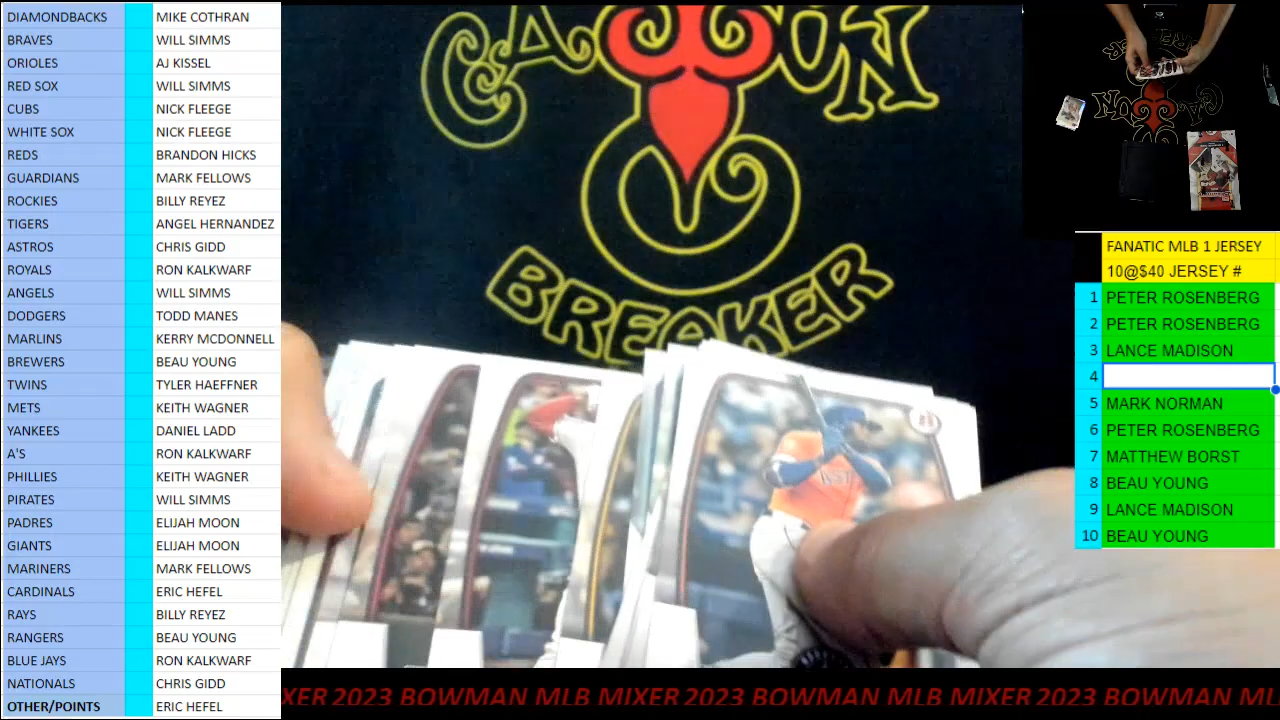 DIAMONDBACKS MIKE COTHRAN
BRAVES WILL SIMMS
ORIOLES AJ KISSEL
RED SOX WILL SIMMS
CUBS NICK FLEEGE
WHITE SOX NICK FLEEGE
REDS BRANDON HICKS
GUARDIANS MARK FELLOWS
ROCKIES BILLY REYEZ
TIGERS ANGEL HERNANDEZ
ASTROS CHRIS GIDD
ROYALS RON KALKWARF
ANGELS WILL SIMMS
DODGERS TODD MANES
MARLINS KERRY MCDONNELL
BREWERS BEAU YOUNG
TWINS TYLER HAEFFNER
METS KEITH WAGNER
YANKEES DANIEL LADD
A'S RON KALKWARF
PHILLIES KEITH WAGNER
PIRATES WILL SIMMS
PADRES ELIJAH MOON
GIANTS ELIJAH MOON
MARINERS MARK FELLOWS
CARDINALS ERIC HEFEL
RAYS BILLY REYEZ
RANGERS BEAU YOUNG
BLUE JAYS RON KALKWARF
NATIONALS CHRIS GIDD
OTHER/POINTS ERIC HEFEL
BREAKER
FANATIC MLB 1 JERSEY
10@$40 JERSEY #
1 PETER ROSENBERG
2 PETER ROSENBERG
3 LANCE MADISON
4
5 MARK NORMAN
6 PETER ROSENBERG
7 MATTHEW BORST
8 BEAU YOUNG
9 LANCE MADISON
10 BEAU YOUNG
XER 2023 BOWMAN MLB MIXER 2023 BOWMAN MLB MIXER 2023 BOWMAN ML